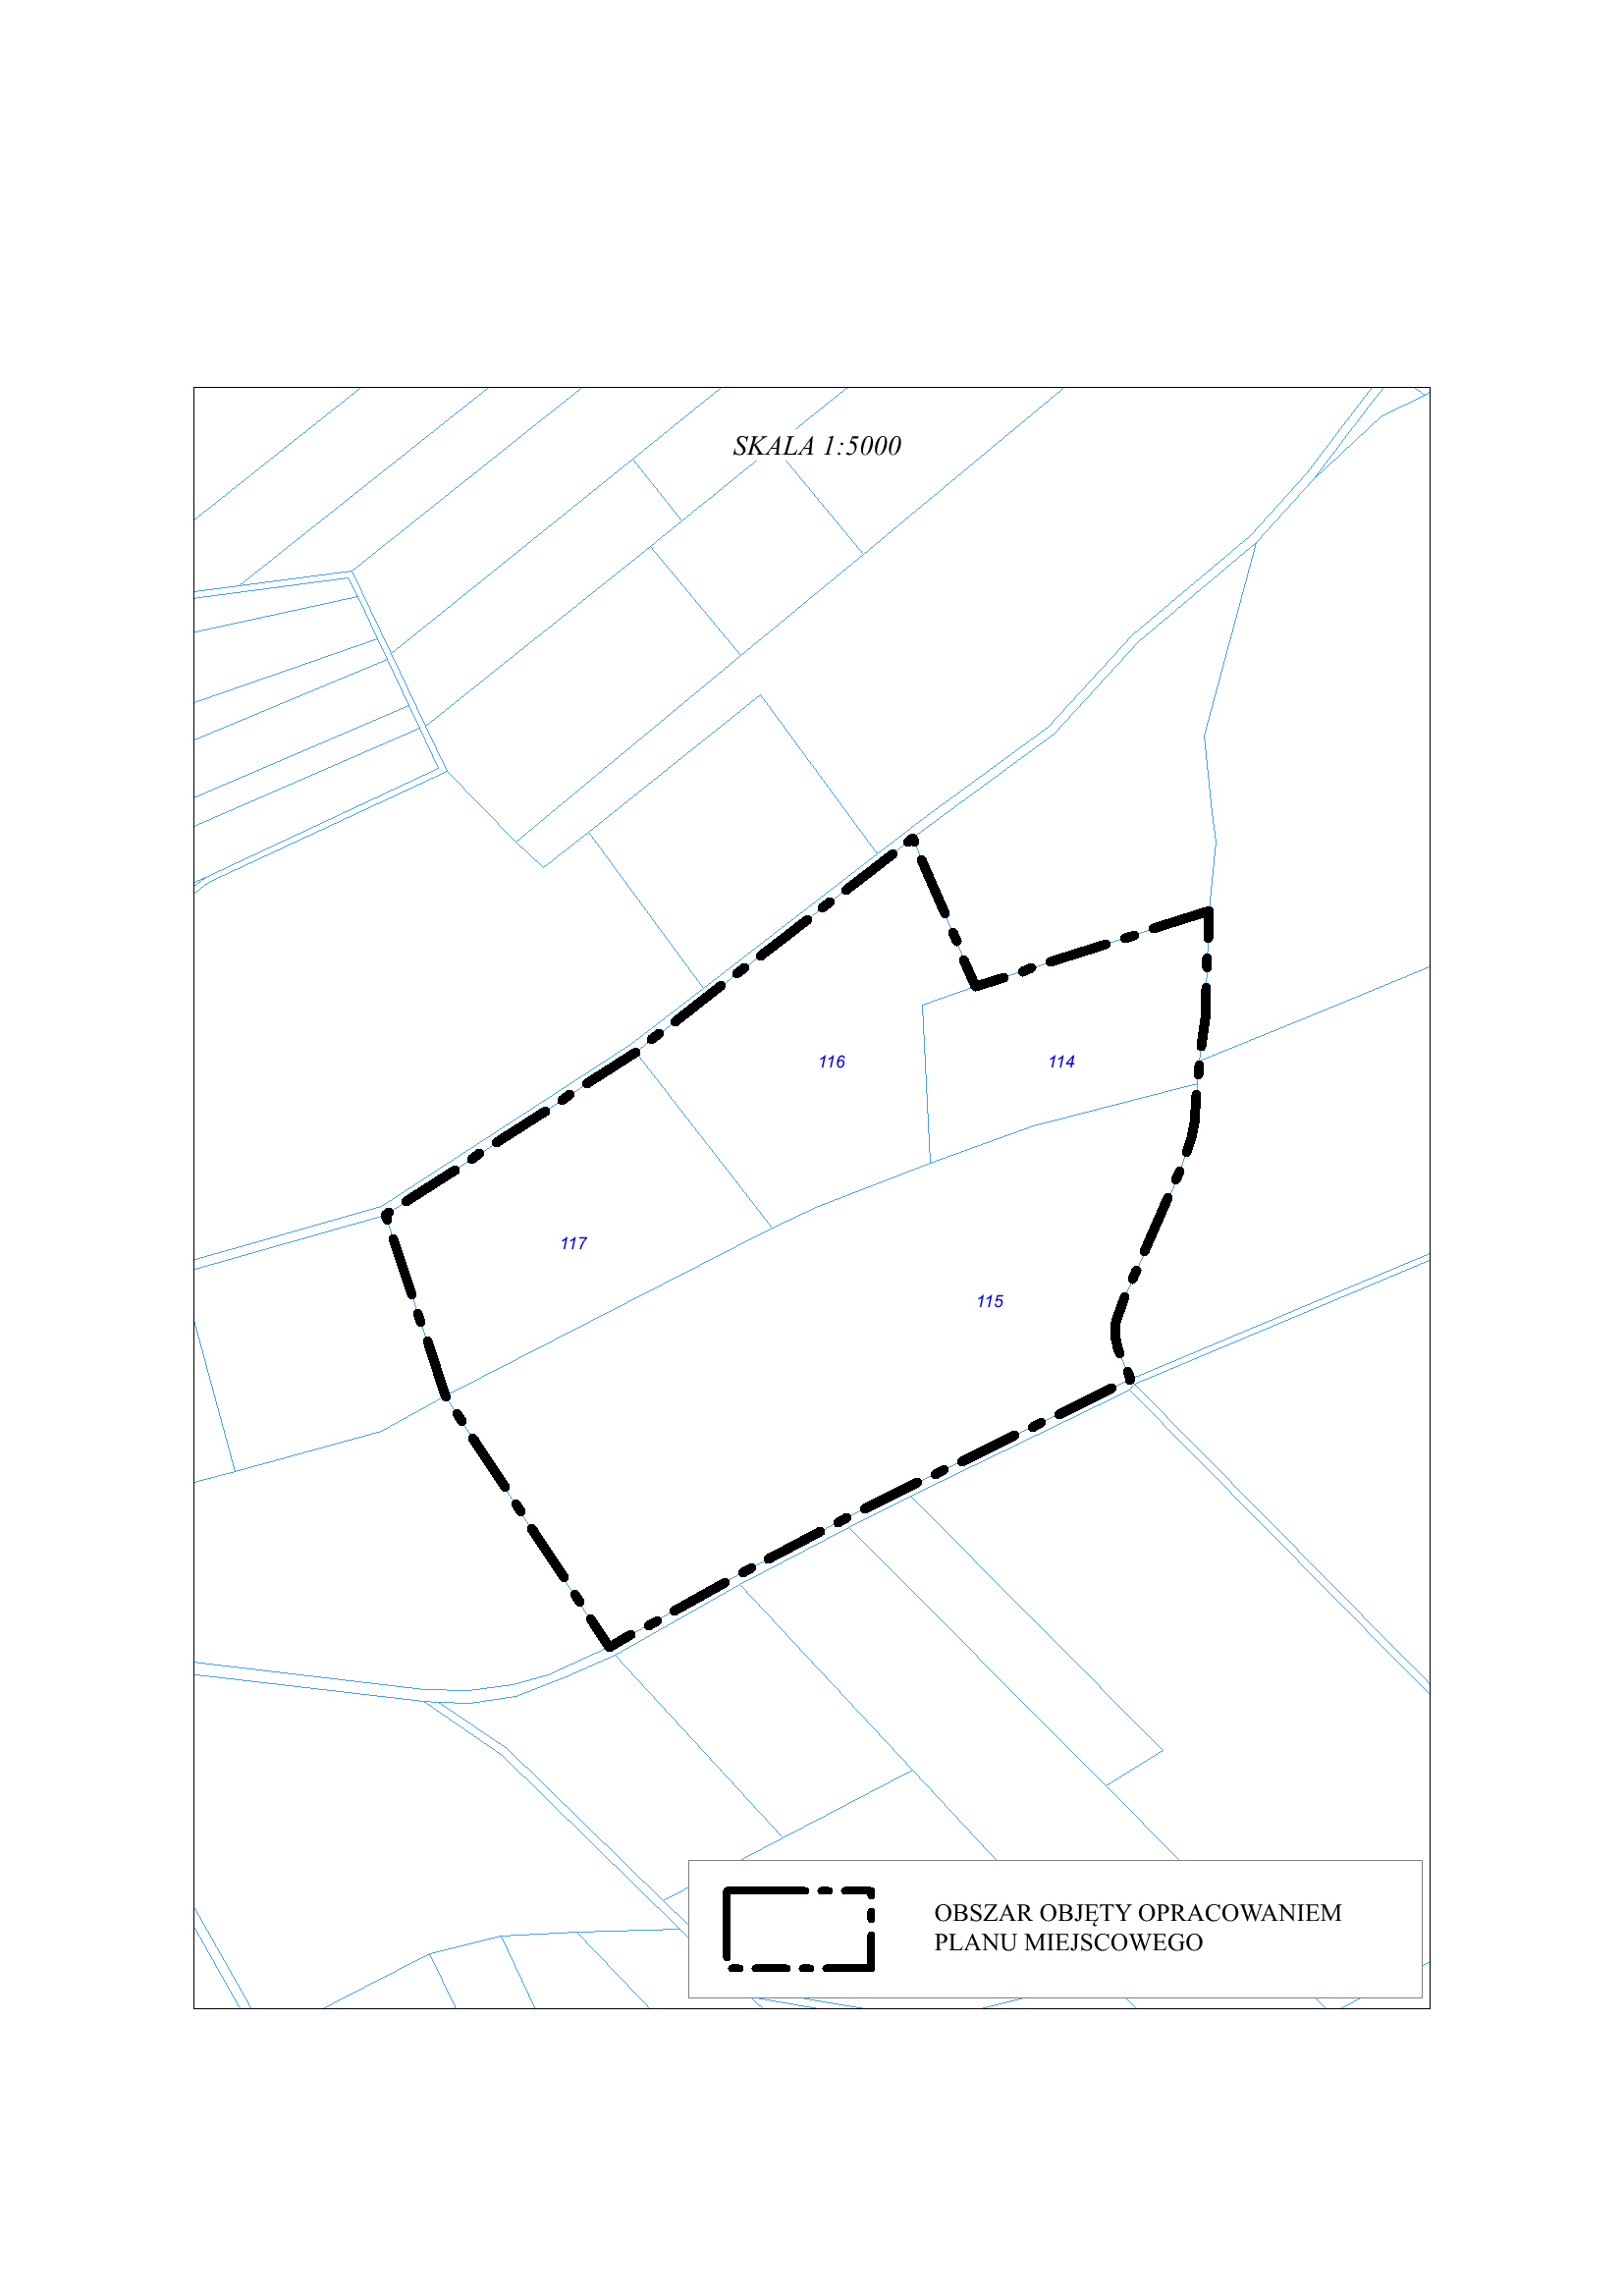 SKALA 1:5000
116
114
117
115
OBSZAR OBJĘTY OPRACOWANIEM
PLANU MIEJSCOWEGO